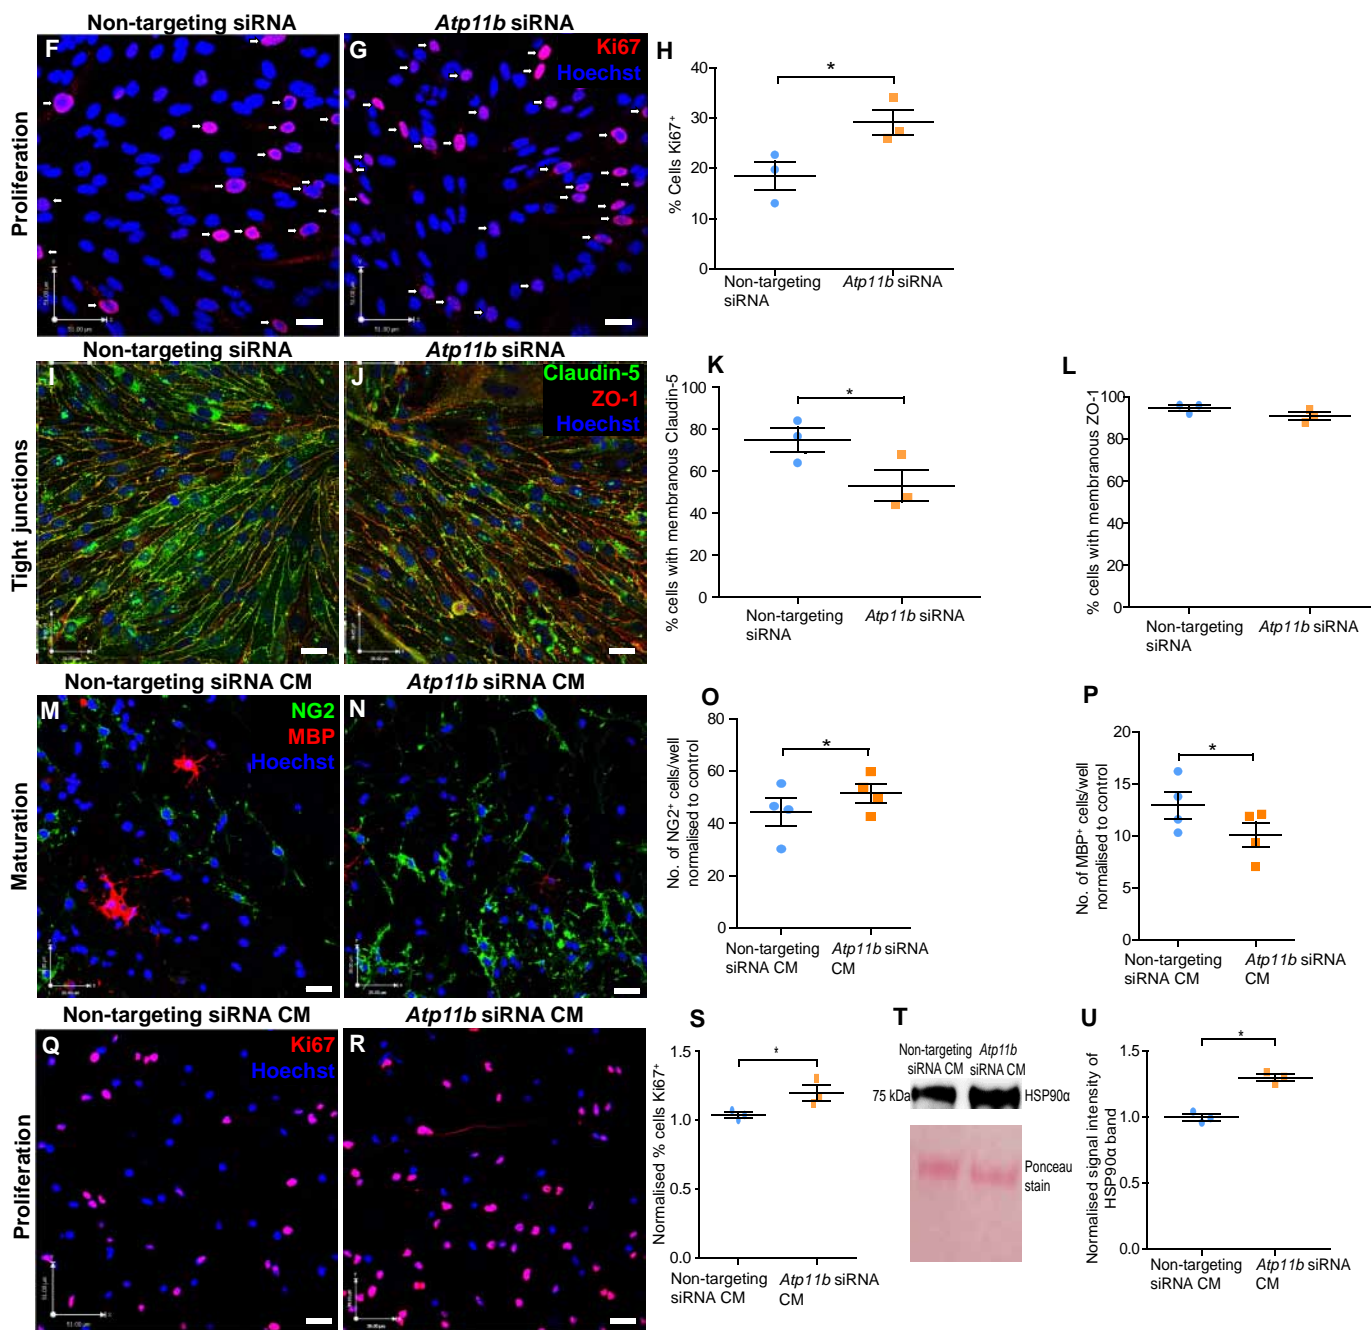 Non-targeting siRNA
Atp11b siRNA
Proliferation
F
G
Ki67
Hoechst
H
% Cells Ki67⁺
40
30
20
10
0
*
Non-targeting
siRNA
Atp11b siRNA
Non-targeting siRNA
Atp11b siRNA
Tight junctions
I
J
Claudin-5
ZO-1
Hoechst
K
% cells with membranous Claudin-5
100
80
60
40
20
0
*
Non-targeting
siRNA
Atp11b siRNA
L
% cells with membranous ZO-1
100
80
60
40
20
0
Non-targeting
siRNA
Atp11b siRNA
Non-targeting siRNA CM
Atp11b siRNA CM
Maturation
M
N
NG2
MBP
Hoechst
O
No. of NG2⁺ cells/well
normalised to control
80
60
40
20
0
*
Non-targeting
siRNA CM
Atp11b siRNA
CM
P
No. of MBP⁺ cells/well
normalised to control
20
15
10
5
0
*
Non-targeting
siRNA CM
Atp11b siRNA
CM
Non-targeting siRNA CM
Atp11b siRNA CM
Proliferation
Q
R
Ki67
Hoechst
51.00 µm
S
Normalised % cells Ki67⁺
1.5
1.0
0.5
0.0
*
Non-targeting
siRNA CM
Atp11b siRNA
CM
T
Non-targeting
siRNA CM
Atp11b
siRNA CM
75 kDa
HSP90α
Ponceau
stain
U
Normalised signal intensity of
HSP90α band
1.5
1.0
0.5
0.0
*
Non-targeting
siRNA CM
Atp11b siRNA
CM